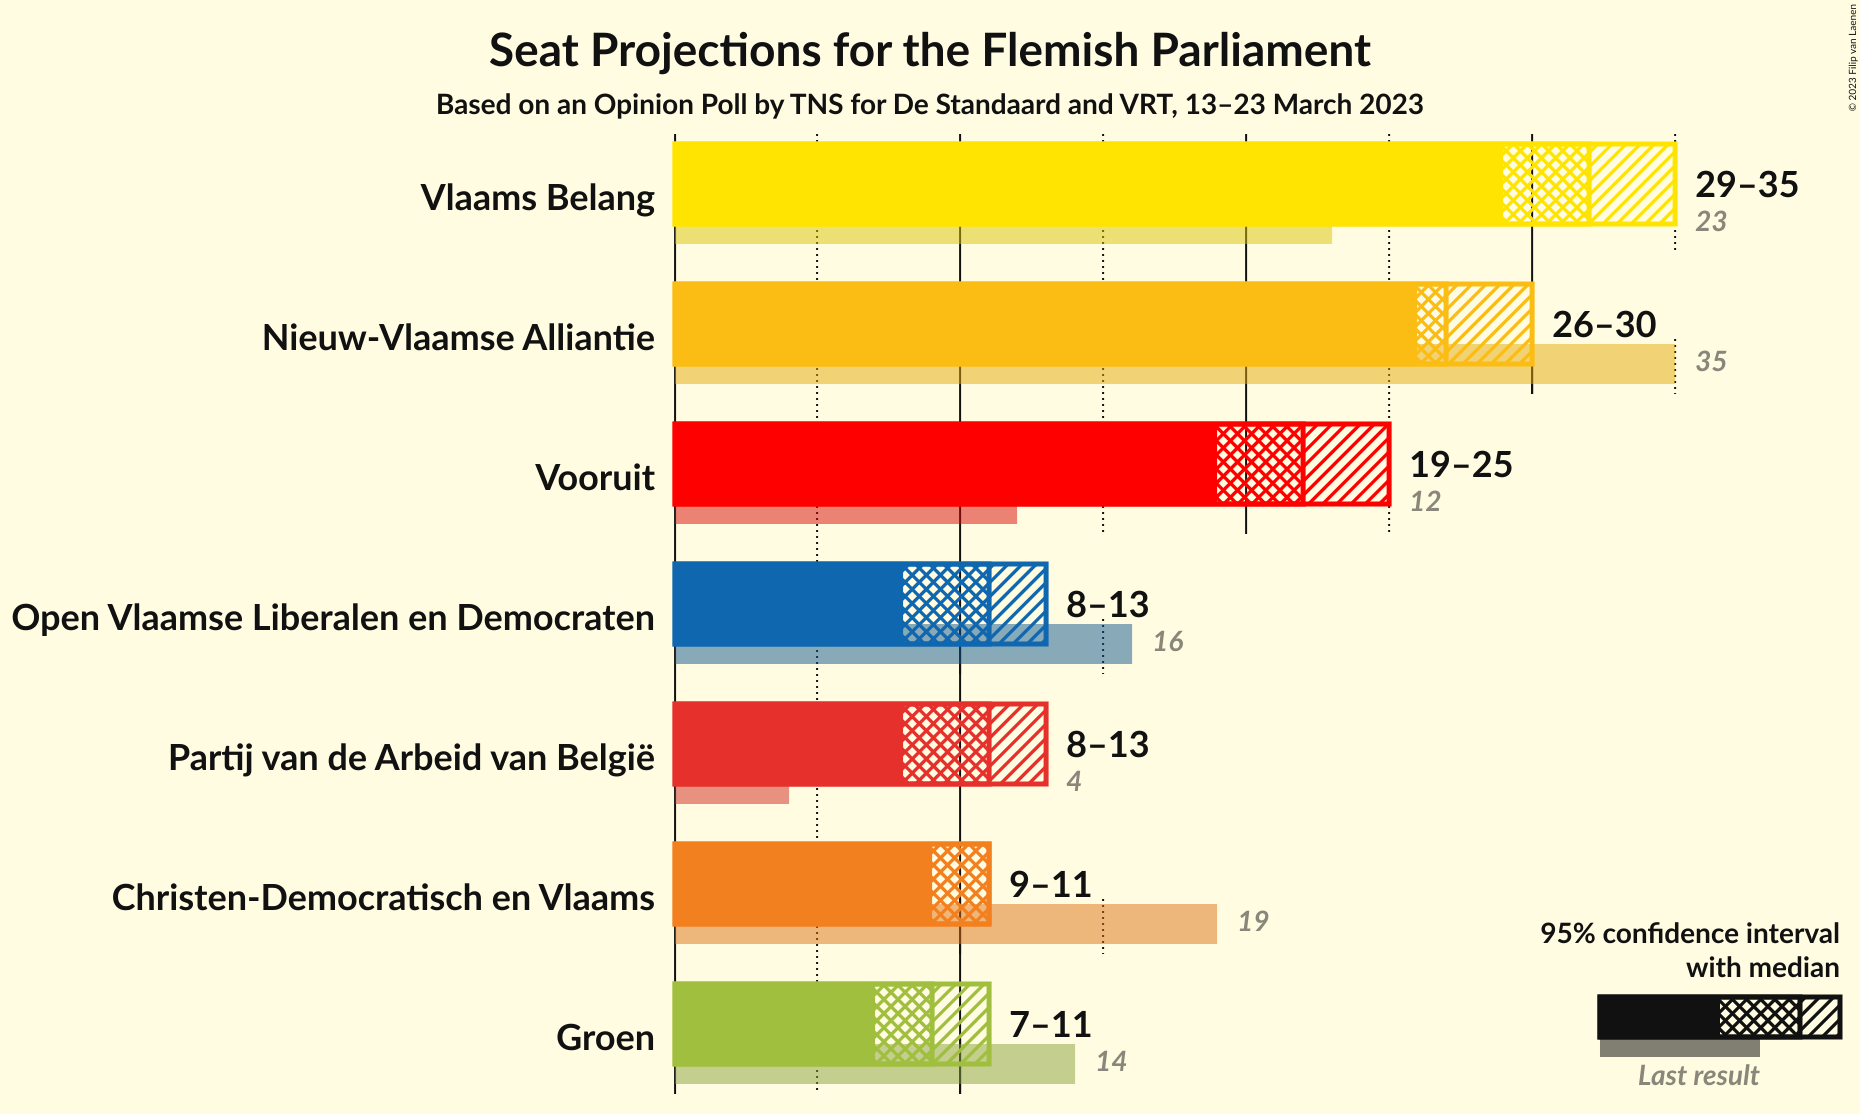 Seat Projections for the Flemish Parliament
Based on an Opinion Poll by TNS for De Standaard and VRT, 13–23 March 2023
© 2023 Filip van Laenen
Vlaams Belang
29–35
23
Nieuw-Vlaamse Alliantie
26–30
35
Vooruit
19–25
12
Open Vlaamse Liberalen en Democraten
8–13
16
Partij van de Arbeid van België
8–13
4
Christen-Democratisch en Vlaams
9–11
19
Groen
7–11
14
95% confidence interval
with median
Last result